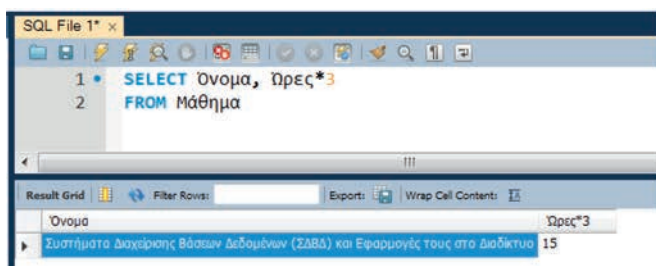 SQL File 1* ×
1 • SELECT Όνομα, Ώρες*3
2 FROM Μάθημα
Result Grid Filter Rows: Export: Wrap Cell Content:
Όνομα Ώρες*3
Συστήματα Διαχείρισης Βάσεων Δεδομένων (ΣΔΒΔ) και Εφαρμογές τους στο Διαδίκτυο 15